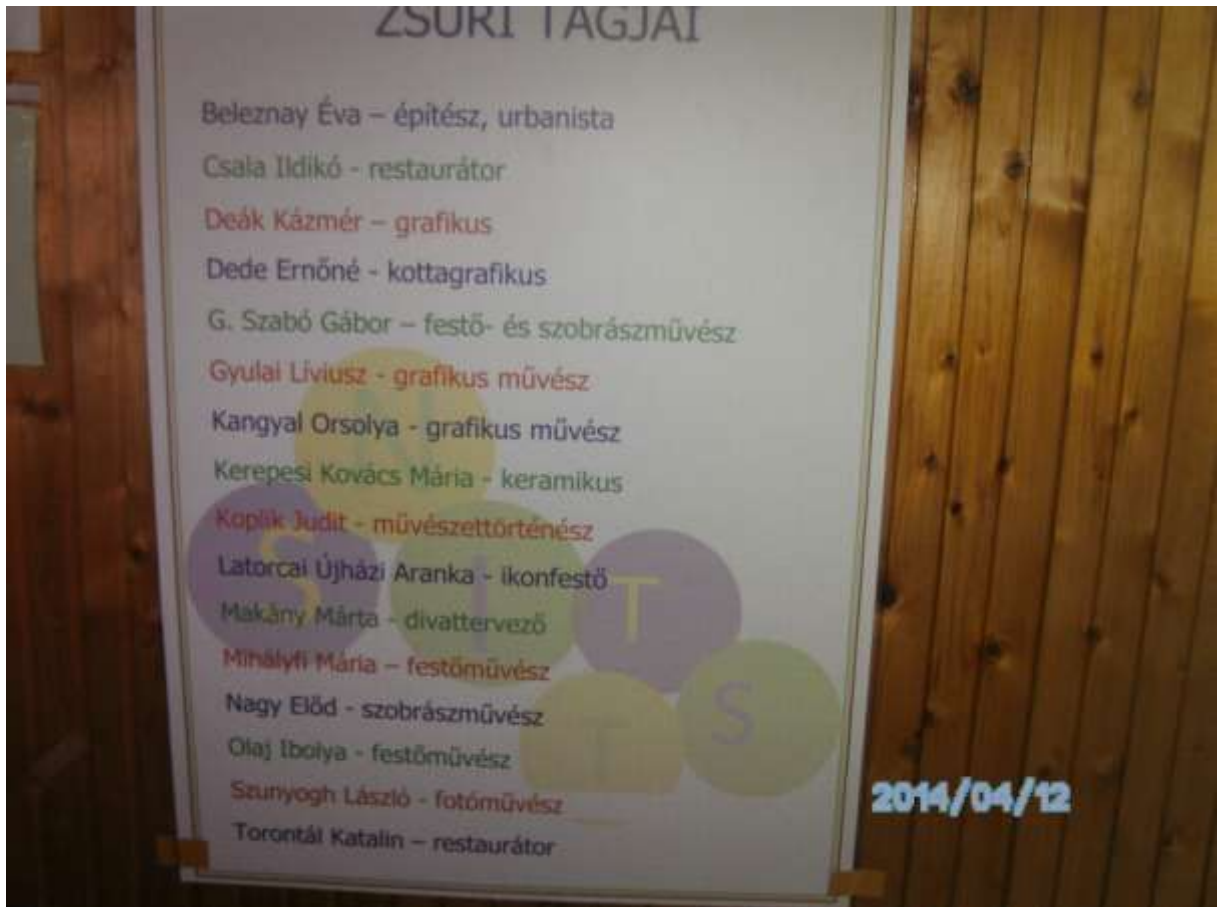 ZSŰRI TAGJAI
Beleznay Éva – építész, urbanista
Csala Ildikó - restaurátor
Deák Kázmér – grafikus
Dede Ernőné - kottagrafikus
G. Szabó Gábor – festő- és szobrászművész
Gyulai Líviusz - grafikus művész
Kangyal Orsolya - grafikus művész
Kerepesi Kovács Mária - keramikus
Koplik Judit - művészettörténész
Latorcai Újházi Aranka - ikonfestő
Makány Márta - divattervező
Mihályfi Mária – festőművész
Nagy Előd - szobrászművész
Olaj Ibolya - festőművész
Szunyogh László - fotóművész
Torontál Katalin – restaurátor
N
S I T
T S
2014/04/12